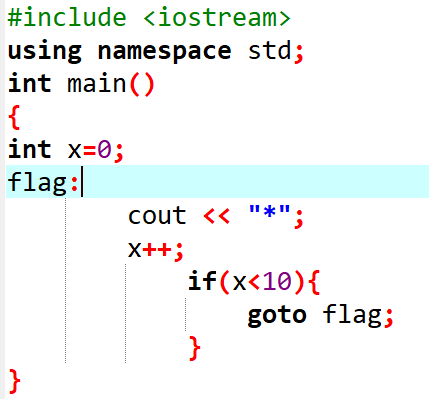 #include <iostream>
using namespace std;
int main()
{
int x=0;
flag:
cout << "*";
x++;
if(x<10){
goto flag;
}
}